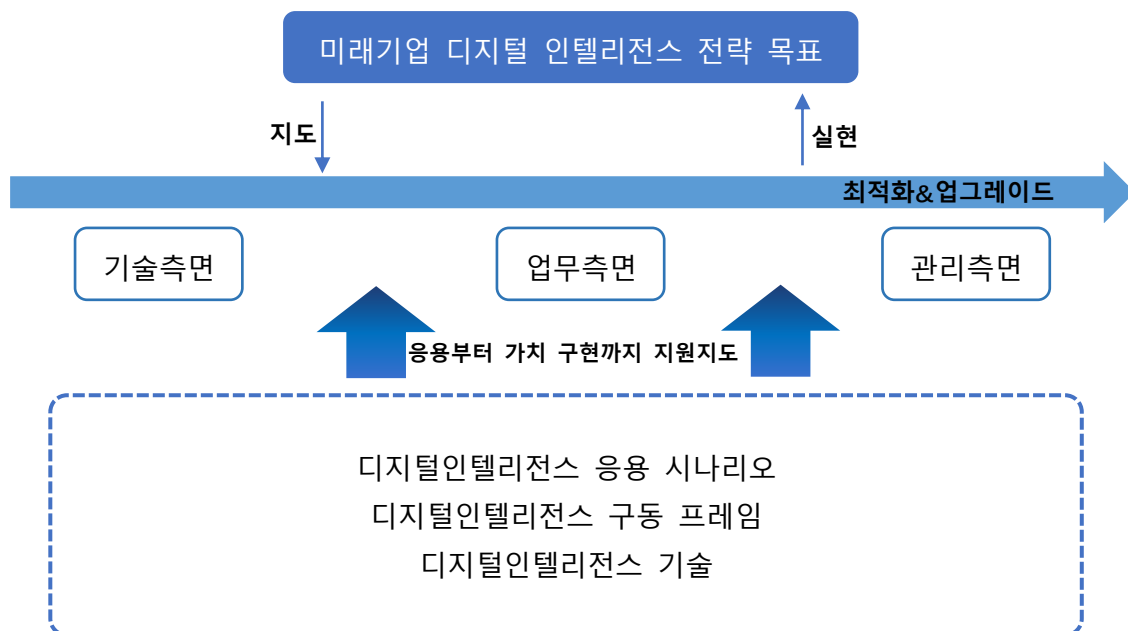 미래기업 디지털 인텔리전스 전략 목표
지도
실현
최적화&업그레이드
기술측면
업무측면
관리측면
응용부터 가치 구현까지 지원지도
디지털인텔리전스 응용 시나리오
디지털인텔리전스 구동 프레임
디지털인텔리전스 기술